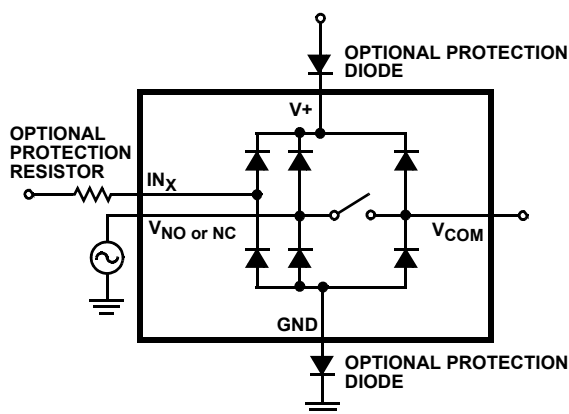 OPTIONAL PROTECTION
DIODE
V+
OPTIONAL
PROTECTION
RESISTOR
INX
VNO or NC
VCOM
GND
OPTIONAL PROTECTION
DIODE